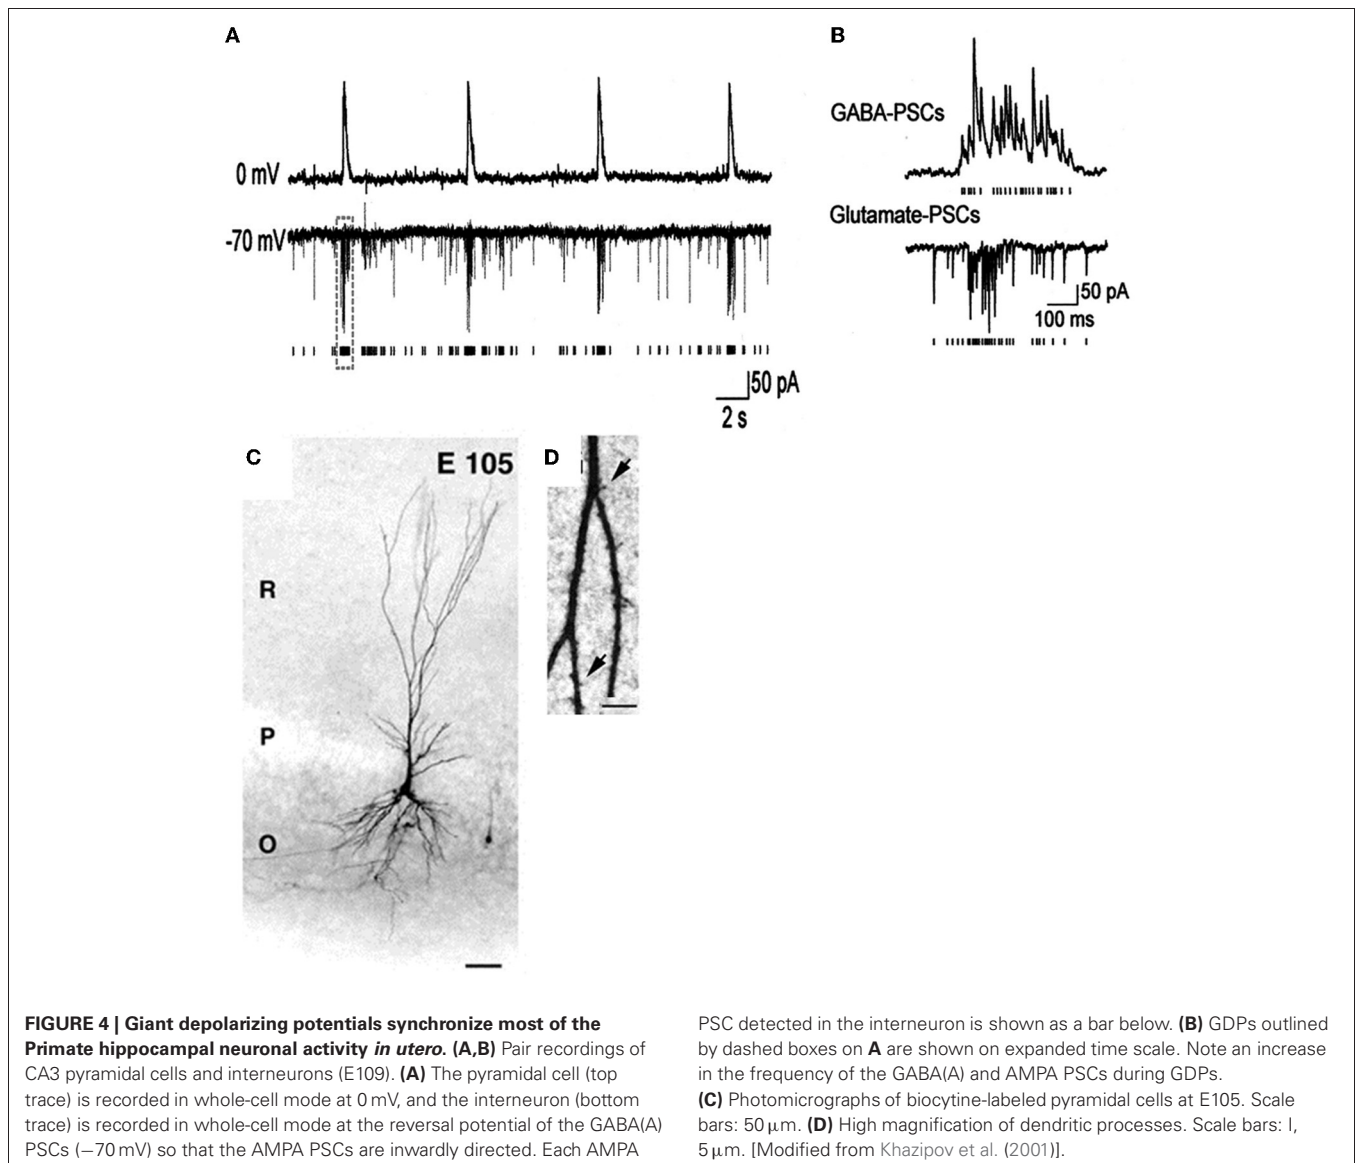 A
B
GABA-PSCs
0 mV
Glutamate-PSCs
-70 mV
50 pA
100 ms
50 pA
2 s
C
E 105
D
R
P
O
FIGURE 4 | Giant depolarizing potentials synchronize most of the
Primate hippocampal neuronal activity in utero. (A,B) Pair recordings of
CA3 pyramidal cells and interneurons (E109). (A) The pyramidal cell (top
trace) is recorded in whole-cell mode at 0 mV, and the interneuron (bottom
trace) is recorded in whole-cell mode at the reversal potential of the GABA(A)
PSCs (−70 mV) so that the AMPA PSCs are inwardly directed. Each AMPA
PSC detected in the interneuron is shown as a bar below. (B) GDPs outlined
by dashed boxes on A are shown on expanded time scale. Note an increase
in the frequency of the GABA(A) and AMPA PSCs during GDPs.
(C) Photomicrographs of biocytine-labeled pyramidal cells at E105. Scale
bars: 50 μm. (D) High magnification of dendritic processes. Scale bars: l,
5 μm. [Modified from Khazipov et al. (2001)].